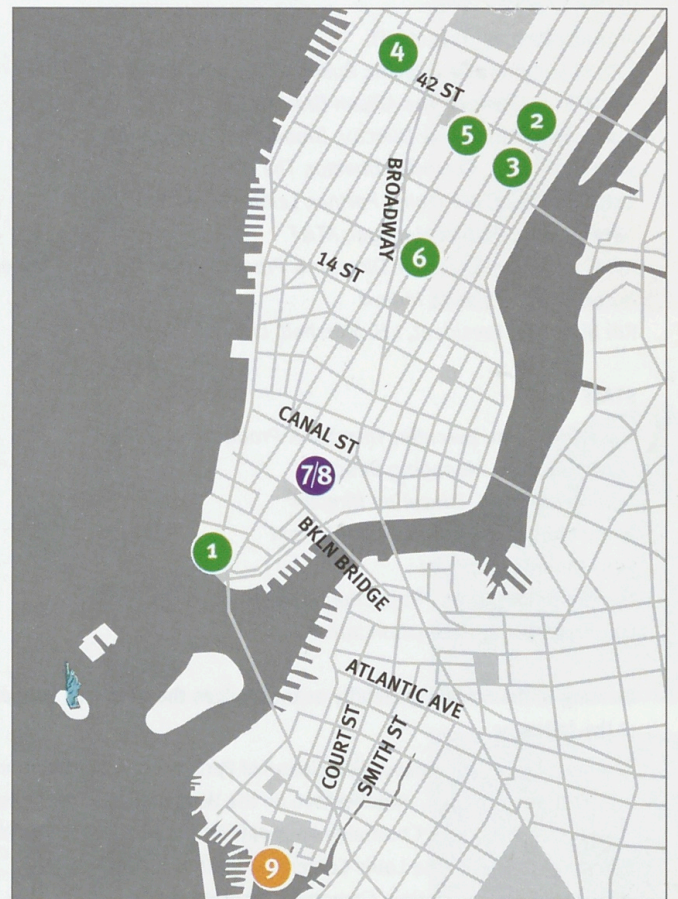 4
42 ST
2
5
3
BROADWAY
6
14 ST
CANAL ST
7/8
1
BKLN BRIDGE
ATLANTIC AVE
COURT ST
SMITH ST
9